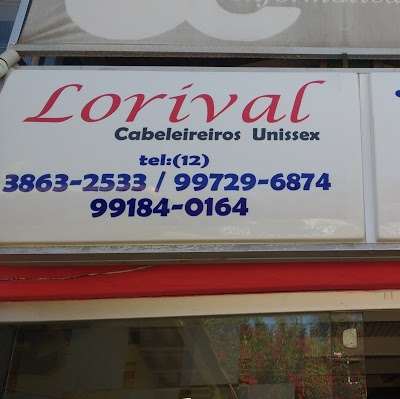 Lorival
Cabeleireiros Unissex
tel:(12)
3863-2533 / 99729-6874
99184-0164